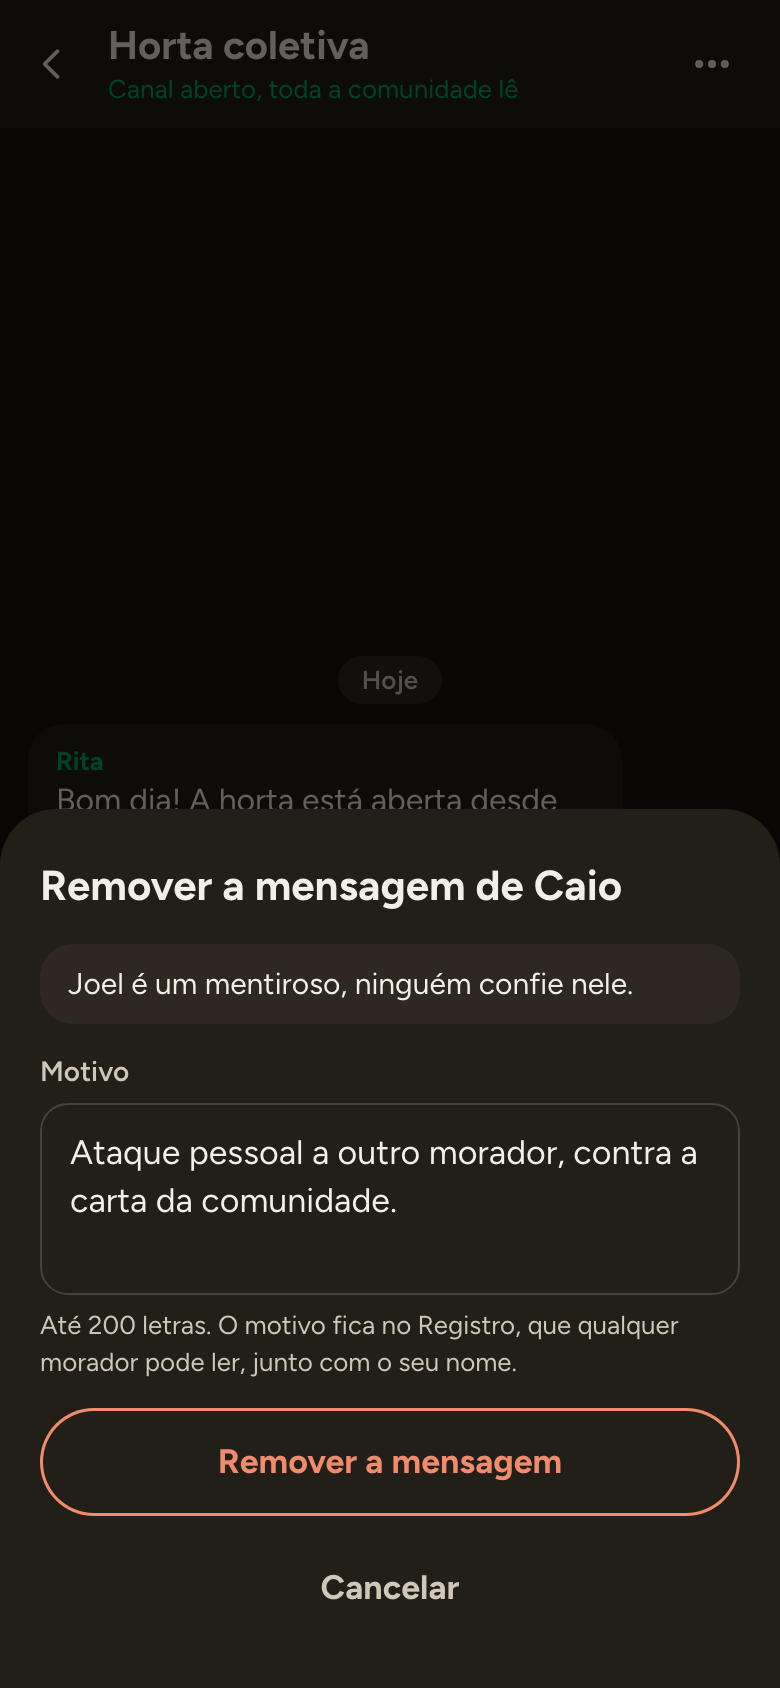 Horta coletiva
Canal aberto, toda a comunidade lê
Hoje
Rita
Bom dia! A horta está aberta desde
Remover a mensagem de Caio
Joel é um mentiroso, ninguém confie nele.
Motivo
Ataque pessoal a outro morador, contra a
carta da comunidade.
Até 200 letras. O motivo fica no Registro, que qualquer
morador pode ler, junto com o seu nome.
Remover a mensagem
Cancelar